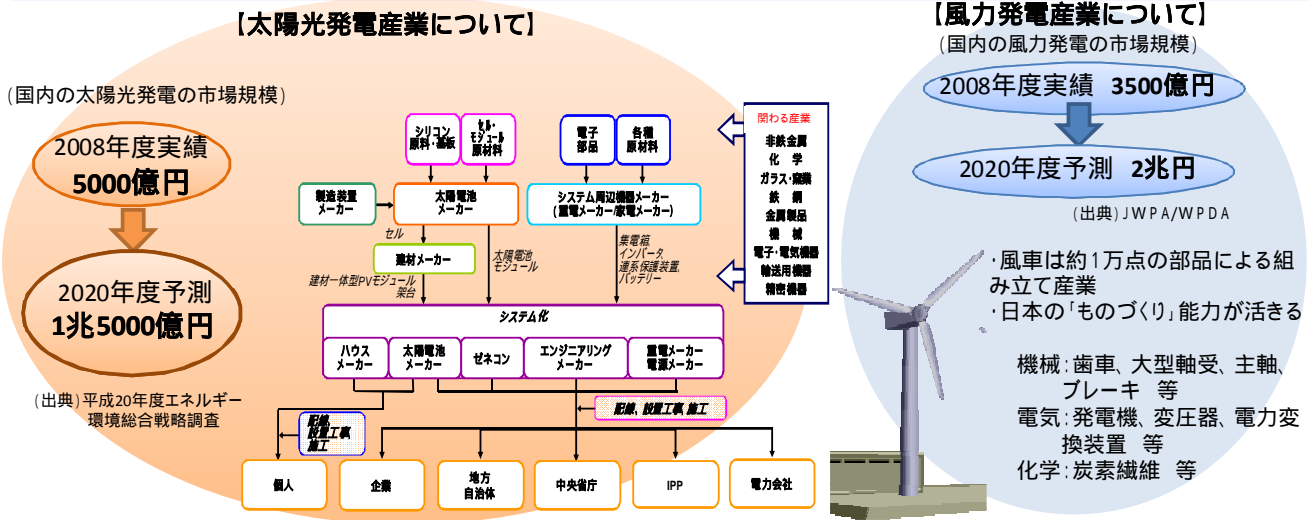 【太陽光発電産業について】
(国内の太陽光発電の市場規模)
2008年度実績
5000億円
2020年度予測
1兆5000億円
(出典)平成20年度エネルギー
環境総合戦略調査
シリコン
原料・基板
セル・
モジュール
原材料
電子
部品
各種
原材料
製造装置
メーカー
太陽電池
メーカー
システム周辺機器メーカー
(重電メーカー/家電メーカー)
セル
建材メーカー
太陽電池
モジュール
集電箱、
インバータ、
連系保護装置、
バッテリー
建材一体型PVモジュール
架台
システム化
ハウス
メーカー
太陽電池
メーカー
ゼネコン
エンジニアリング
メーカー
重電メーカー
電源メーカー
配線、
設置工事、
施工
配線、設置工事、施工
個人
企業
地方
自治体
中央省庁
IPP
電力会社
関わる産業
非鉄金属
化学
ガラス・窯業
鉄鋼
金属製品
機械
電子・電気機器
輸送用機器
精密機器
【風力発電産業について】
(国内の風力発電の市場規模)
2008年度実績 3500億円
2020年度予測 2兆円
(出典)JWPA/WPDA
・風車は約1万点の部品による組
み立て産業
・日本の「ものづくり」能力が活きる
機械:歯車、大型軸受、主軸、
ブレーキ 等
電気:発電機、変圧器、電力変
換装置 等
化学:炭素繊維 等